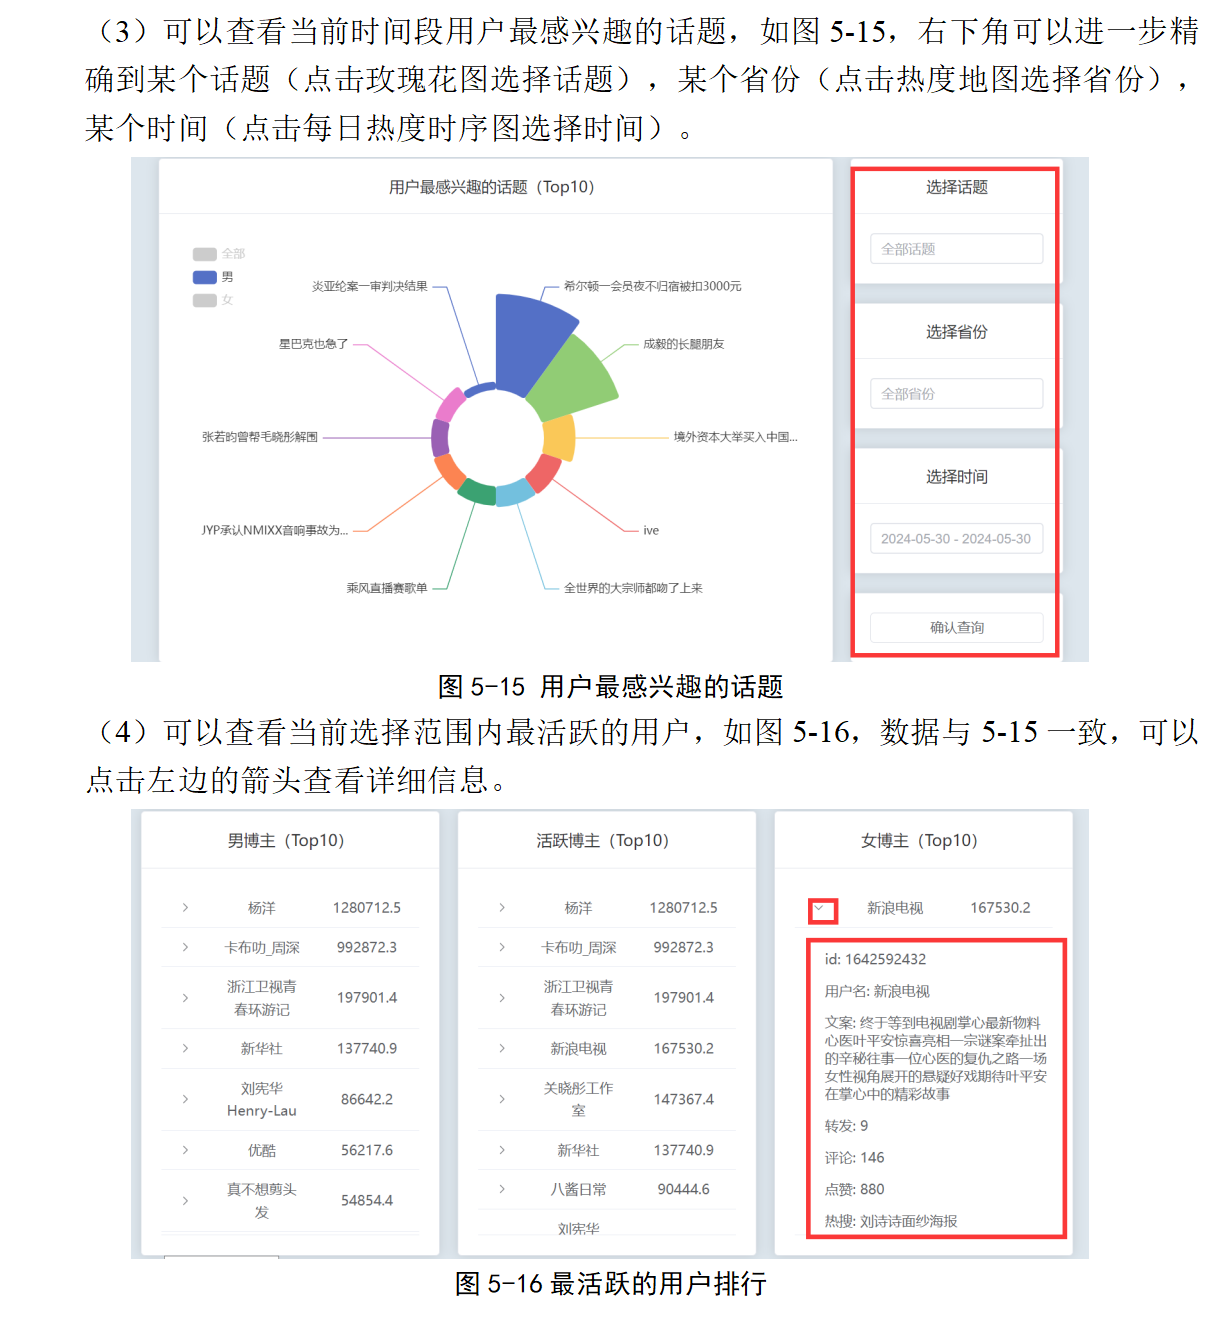 （3）可以查看当前时间段用户最感兴趣的话题，如图 5-15，右下角可以进一步精
确到某个话题（点击玫瑰花图选择话题），某个省份（点击热度地图选择省份），
某个时间（点击每日热度时序图选择时间）。
用户最感兴趣的话题（Top10）
全部
男
女
炎亚纶案一审判决结果
希尔顿一会员夜不归宿被扣3000元
星巴克也急了
成毅的长腿朋友
张若昀曾帮毛晓彤解围
境外资本大举买入中国...
JYP承认NMIXX音响事故为...
ive
乘风直播赛歌单
全世界的大宗师都吻了上来
选择话题
全部话题
选择省份
全部省份
选择时间
2024-05-30 - 2024-05-30
确认查询
图 5-15 用户最感兴趣的话题
（4）可以查看当前选择范围内最活跃的用户，如图 5-16，数据与 5-15 一致，可以
点击左边的箭头查看详细信息。
男博主（Top10）
杨洋 1280712.5
卡布叻_周深 992872.3
浙江卫视青
春环游记 197901.4
新华社 137740.9
刘宪华
Henry-Lau 86642.2
优酷 56217.6
真不想剪头
发 54854.4
活跃博主（Top10）
杨洋 1280712.5
卡布叻_周深 992872.3
浙江卫视青
春环游记 197901.4
新浪电视 167530.2
关晓彤工作
室 147367.4
新华社 137740.9
八酱日常 90444.6
刘宪华
女博主（Top10）
新浪电视 167530.2
id: 1642592432
用户名: 新浪电视
文案: 终于等到电视剧掌心最新物料
心医叶平安惊喜亮相一宗谜案牵扯出
的辛秘往事一位心医的复仇之路一场
女性视角展开的悬疑好戏期待叶平安
在掌心中的精彩故事
转发: 9
评论: 146
点赞: 880
热搜: 刘诗诗面纱海报
图 5-16 最活跃的用户排行